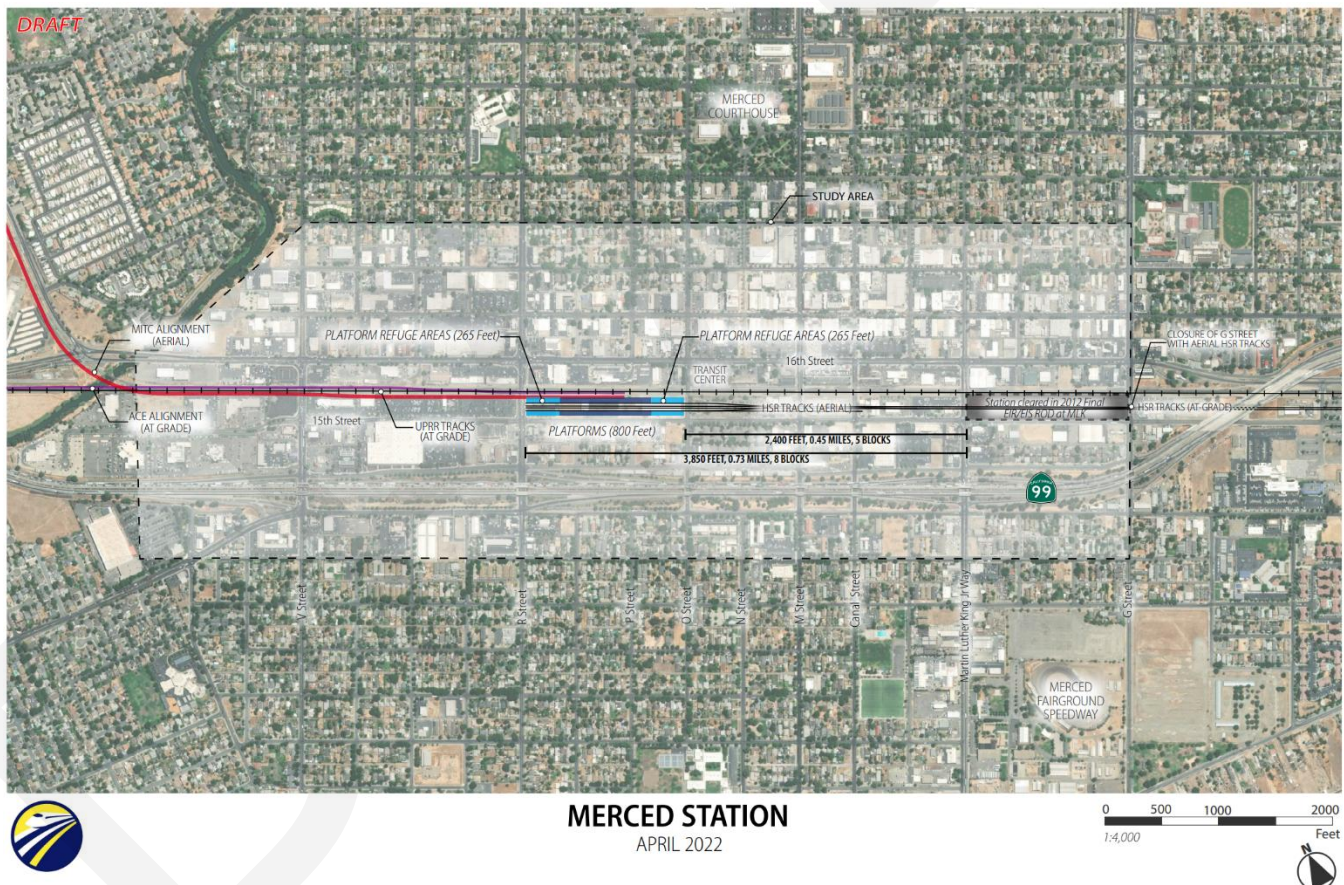 DRAFT
MERCED
COURTHOUSE
STUDY AREA
MITC ALIGNMENT
(AERIAL)
PLATFORM REFUGE AREAS (265 Feet)
PLATFORM REFUGE AREAS (265 Feet)
CLOSURE OF G STREET
WITH AERIAL HSR TRACKS
16th Street
TRANSIT
CENTER
ACE ALIGNMENT
(AT GRADE)
15th Street
UPRR TRACKS
(AT GRADE)
PLATFORMS (800 Feet)
HSR TRACKS (AERIAL)
Station cleared in 2012 Final
EIR/EIS ROD at MLK
HSR TRACKS (AT-GRADE)
2,400 FEET, 0.45 MILES, 5 BLOCKS
3,850 FEET, 0.73 MILES, 8 BLOCKS
CALIFORNIA
99
V Street
R Street
P Street
O Street
N Street
M Street
Canal Street
Martin Luther King Jr Way
G Street
MERCED
FAIRGROUND
SPEEDWAY
MERCED STATION
APRIL 2022
0 500 1000 2000
1:4,000 Feet
N